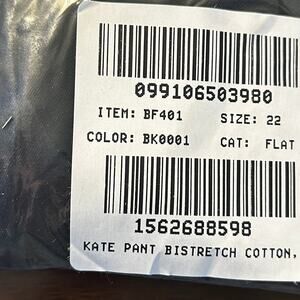 099106503980
ITEM: BF401 SIZE: 22
COLOR: BK0001 CAT: FLAT
1562688598
KATE PANT BISTRETCH COTTON,